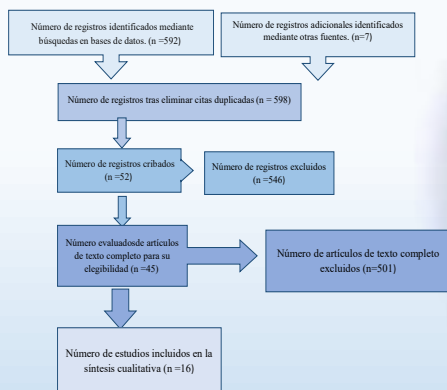 Número de registros identificados mediante
búsquedas en bases de datos. (n =592)
Número de registros adicionales identificados
mediante otras fuentes. (n=7)
Número de registros tras eliminar citas duplicadas (n = 598)
Número de registros cribados
(n =52)
Número de registros excluidos
(n =546)
Número evaluadosde artículos
de texto completo para su
elegibilidad (n =45)
Número de artículos de texto completo
excluidos (n=501)
Número de estudios incluidos en la
síntesis cualitativa (n =16)